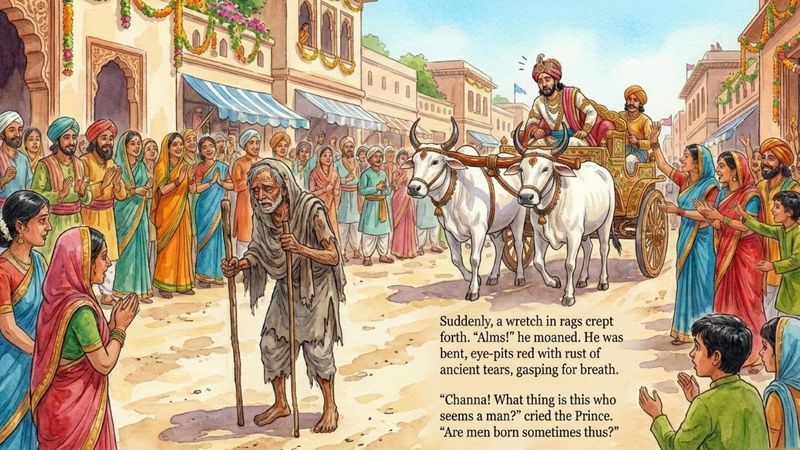 Suddenly, a wretch in rags crept
forth. “Alms!” he moaned. He was
bent, eye-pits red with rust of
ancient tears, gasping for breath.
“Channa! What thing is this who
seems a man?” cried the Prince.
“Are men born sometimes thus?”